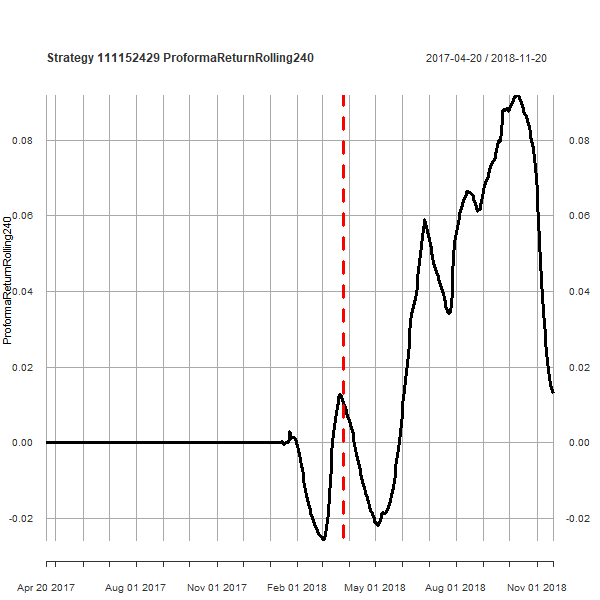 Strategy 111152429 ProformaReturnRolling240
2017-04-20 / 2018-11-20
0.08
0.08
0.06
0.06
ProformaReturnRolling240
0.04
0.04
0.02
0.02
0.00
0.00
-0.02
-0.02
Apr 20 2017
Aug 01 2017
Nov 01 2017
Feb 01 2018
May 01 2018
Aug 01 2018
Nov 01 2018